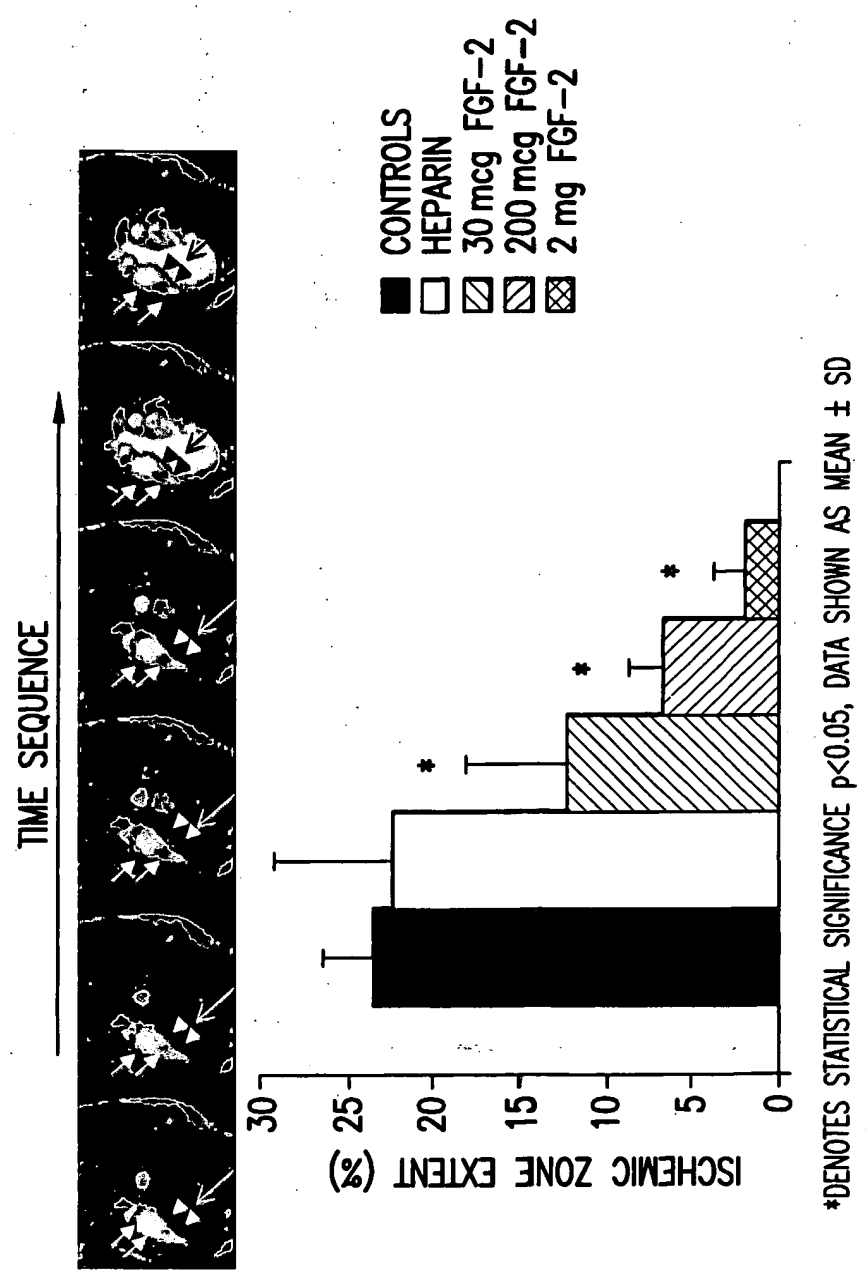 TIME SEQUENCE
CONTROLS
HEPARIN
30 mcg FGF-2
200 mcg FGF-2
2 mg FGF-2
ISCHEMIC ZONE EXTENT (%)
30
25
20
15
10
5
0
*
*
*
*DENOTES STATISTICAL SIGNIFICANCE p<0.05, DATA SHOWN AS MEAN ± SD